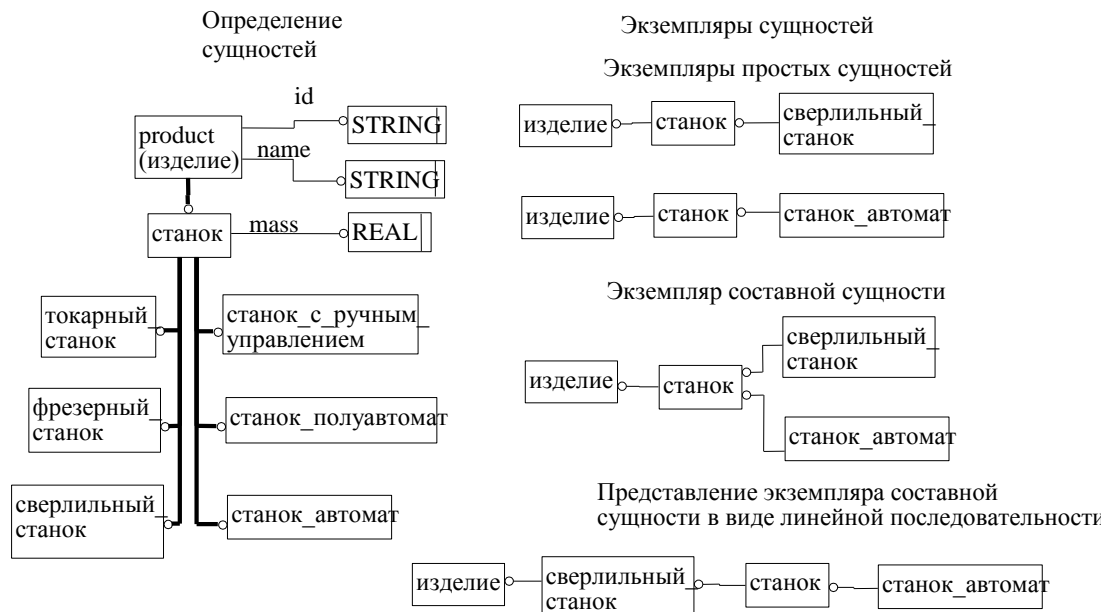 Определение
сущностей
id
product
(изделие)
STRING
name
STRING
станок
mass
REAL
токарный_
станок
станок_с_ручным_
управлением
фрезерный_
станок
станок_полуавтомат
сверлильный_
станок
станок_автомат
Экземпляры сущностей
Экземпляры простых сущностей
изделие
станок
сверлильный_
станок
изделие
станок
станок_автомат
Экземпляр составной сущности
изделие
станок
сверлильный_
станок
станок_автомат
Представление экземпляра составной
сущности в виде линейной последовательности
изделие
сверлильный_
станок
станок
станок_автомат